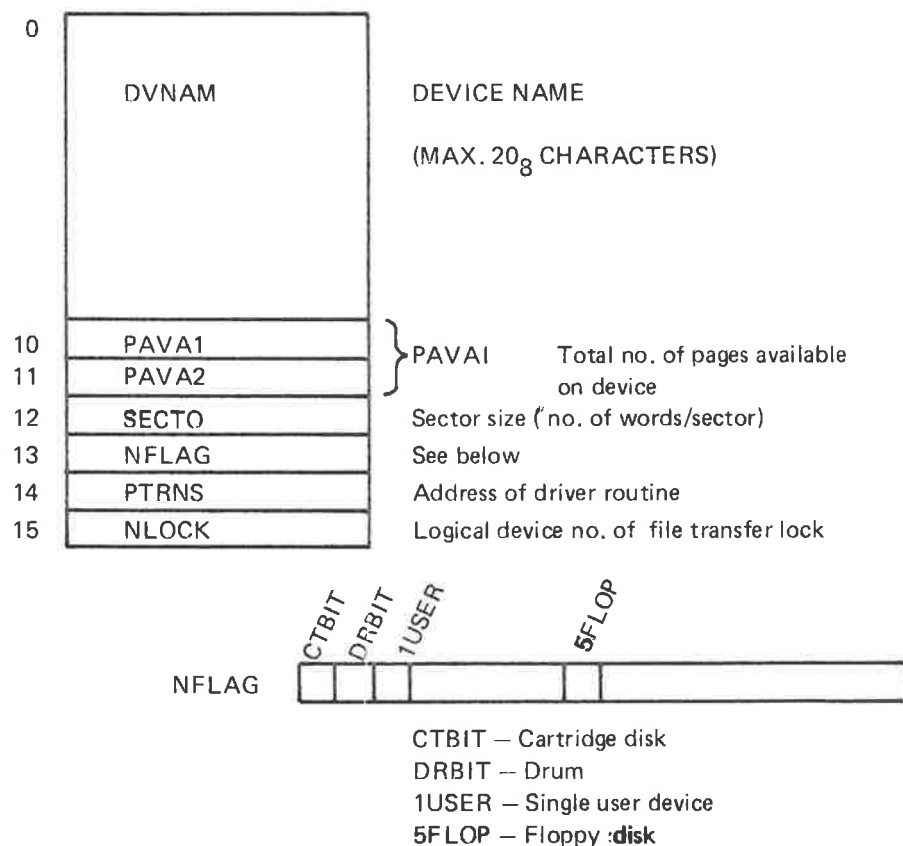 0
DVNAM DEVICE NAME
(MAX. 20₈ CHARACTERS)
10 PAVA1 PAVAI Total no. of pages available
11 PAVA2 on device
12 SECTO Sector size (no. of words/sector)
13 NFLAG See below
14 PTRNS Address of driver routine
15 NLOCK Logical device no. of file transfer lock
CTBIT DRBIT 1USER 5FLOP
NFLAG
CTBIT – Cartridge disk
DRBIT – Drum
1USER – Single user device
5FLOP – Floppy :disk